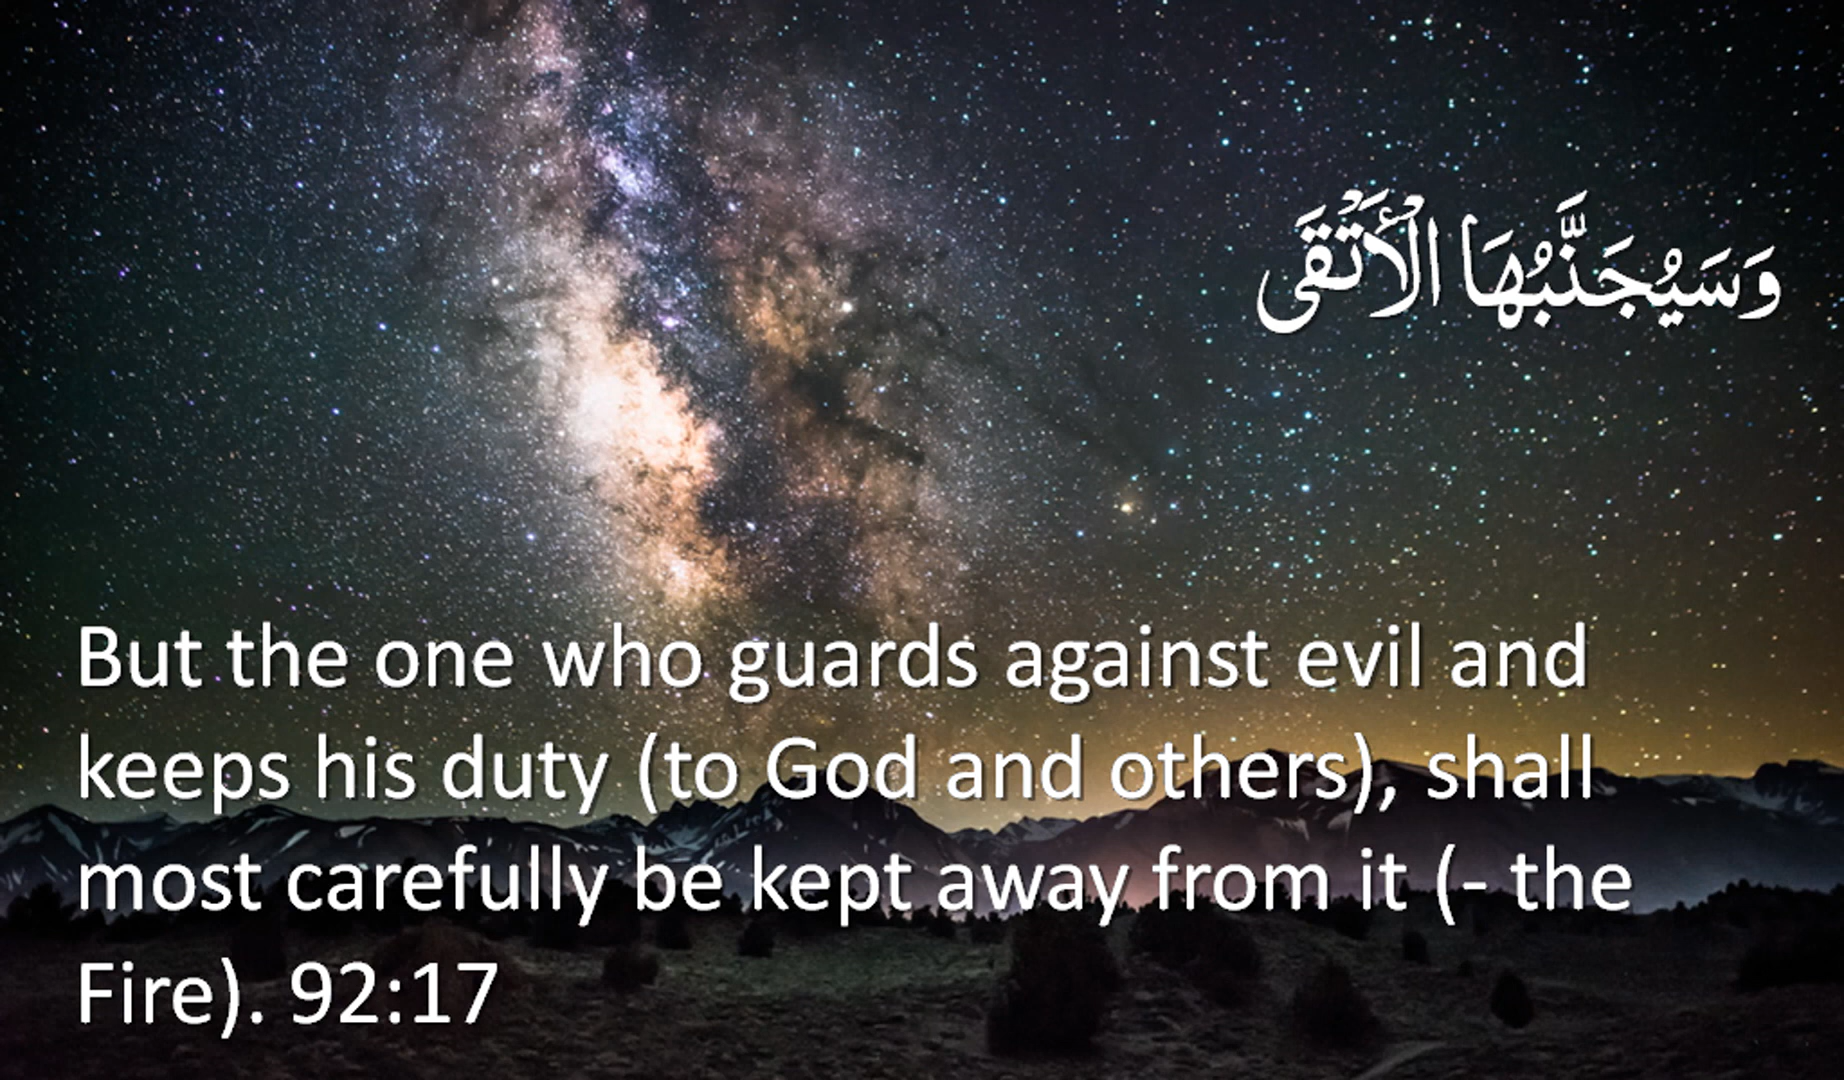 وَسَيُجَنَّبُهَا الْأَتْقَى
But the one who guards against evil and
keeps his duty (to God and others), shall
most carefully be kept away from it (- the
Fire). 92:17